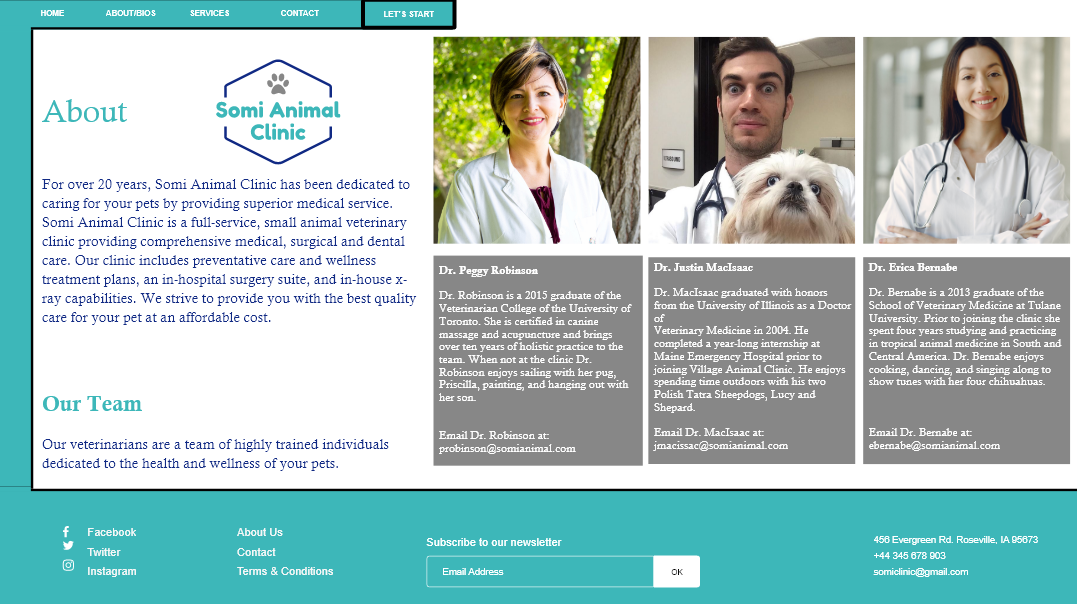 HOME
ABOUT/BIOS
SERVICES
CONTACT
LET'S START
About
Somi Animal
Clinic
For over 20 years, Somi Animal Clinic has been dedicated to
caring for your pets by providing superior medical service.
Somi Animal Clinic is a full-service, small animal veterinary
clinic providing comprehensive medical, surgical and dental
care. Our clinic includes preventative care and wellness
treatment plans, an in-hospital surgery suite, and in-house x-
ray capabilities. We strive to provide you with the best quality
care for your pet at an affordable cost.
Our Team
Our veterinarians are a team of highly trained individuals
dedicated to the health and wellness of your pets.
Dr. Peggy Robinson
Dr. Robinson is a 2015 graduate of the
Veterinarian College of the University of
Toronto. She is certified in canine
massage and acupuncture and brings
over ten years of holistic practice to the
team. When not at the clinic Dr.
Robinson enjoys sailing with her pug,
Priscilla, painting, and hanging out with
her son.
Email Dr. Robinson at:
probinson@somianimal.com
Dr. Justin MacIsaac
Dr. MacIsaac graduated with honors
from the University of Illinois as a Doctor
of
Veterinary Medicine in 2004. He
completed a year-long internship at
Maine Emergency Hospital prior to
joining Village Animal Clinic. He enjoys
spending time outdoors with his two
Polish Tatra Sheepdogs, Lucy and
Shepard.
Email Dr. MacIsaac at:
jmacissac@somianimal.com
Dr. Erica Bernabe
Dr. Bernabe is a 2013 graduate of the
School of Veterinary Medicine at Tulane
University. Prior to joining the clinic she
spent four years studying and practicing
in tropical animal medicine in South and
Central America. Dr. Bernabe enjoys
cooking, dancing, and singing along to
show tunes with her four chihuahuas.
Email Dr. Bernabe at:
ebernabe@somianimal.com
Facebook
Twitter
Instagram
About Us
Contact
Terms & Conditions
Subscribe to our newsletter
Email Address
OK
456 Evergreen Rd. Roseville, IA 95673
+44 345 678 903
somiclinic@gmail.com